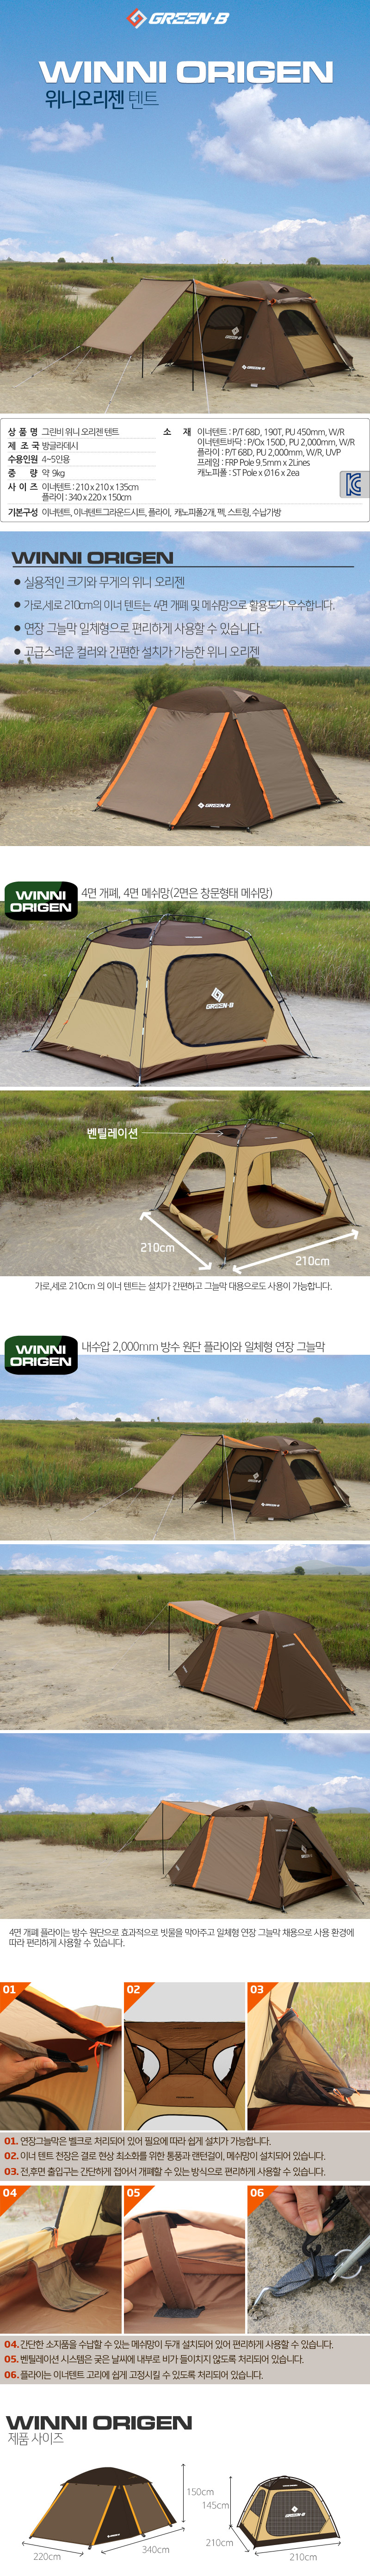 GREEN·B
WINNI ORIGEN
위니오리젠 텐트
GREEN·B
상 품 명 그린비 위니 오리젠 텐트
제 조 국 방글라데시
수용인원 4~5인용
중 량 약 9kg
사 이 즈 이너텐트 : 210 x 210 x 135cm
플라이 : 340 x 220 x 150cm
소 재 이너텐트 : P/T 68D, 190T, PU 450mm, W/R
이너텐트바닥 : P/Ox 150D, PU 2,000mm, W/R
플라이 : P/T 68D, PU 2,000mm, W/R, UVP
프레임 : FRP Pole 9.5mm x 2Lines
캐노피폴 : ST Pole x Ø16 x 2ea
기본구성 이너텐트, 이너텐트그라운드시트, 플라이, 캐노피폴2개, 펙, 스트링, 수납가방
WINNI ORIGEN
● 실용적인 크기와 무게의 위니 오리젠
● 가로,세로 210cm의 이너 텐트는 4면 개폐 및 메쉬망으로 활용도가 우수합니다.
● 연장 그늘막 일체형으로 편리하게 사용할 수 있습니다.
● 고급스러운 컬러와 간편한 설치가 가능한 위니 오리젠
GREEN·B
WINNI
ORIGEN
4면 개폐, 4면 메쉬망(2면은 창문형태 메쉬망)
GREEN·B
벤틸레이션
210cm
210cm
가로,세로 210cm 의 이너 텐트는 설치가 간편하고 그늘막 대용으로도 사용이 가능합니다.
WINNI
ORIGEN
내수압 2,000mm 방수 원단 플라이와 일체형 연장 그늘막
GREEN·B
4면 개폐 플라이는 방수 원단으로 효과적으로 빗물을 막아주고 일체형 연장 그늘막 채용으로 사용 환경에
따라 편리하게 사용할 수 있습니다.
01
02
03
01. 연장그늘막은 벨크로 처리되어 있어 필요에 따라 쉽게 설치가 가능합니다.
02. 이너 텐트 천장은 결로 현상 최소화를 위한 통풍과 랜턴걸이, 메쉬망이 설치되어 있습니다.
03. 전,후면 출입구는 간단하게 접어서 개폐할 수 있는 방식으로 편리하게 사용할 수 있습니다.
04
05
06
04. 간단한 소지품을 수납할 수 있는 메쉬망이 두개 설치되어 있어 편리하게 사용할 수 있습니다.
05. 벤틸레이션 시스템은 궂은 날씨에 내부로 비가 들이치지 않도록 처리되어 있습니다.
06. 플라이는 이너텐트 고리에 쉽게 고정시킬 수 있도록 처리되어 있습니다.
WINNI ORIGEN
제품 사이즈
150cm
145cm
GREEN·B
220cm
340cm
210cm
210cm